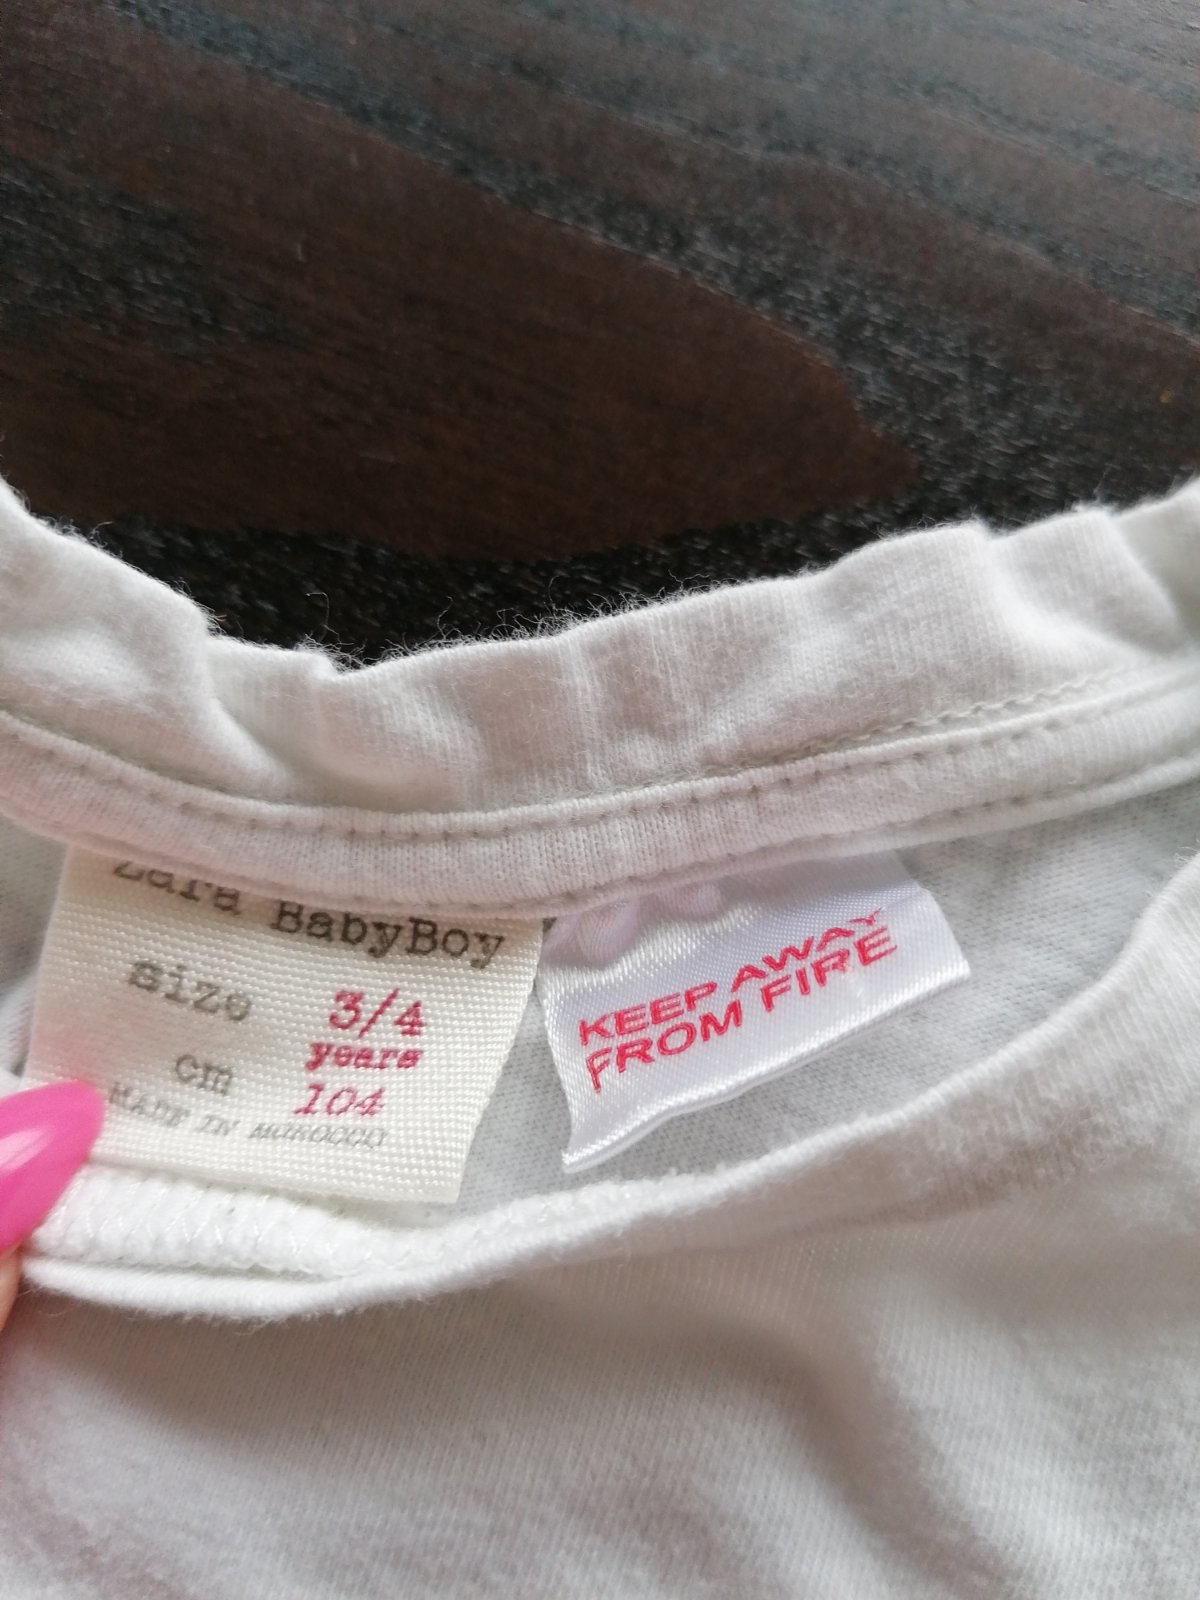 Zara BabyBoy
size 3/4
years
cm 104
MADE IN MOROCCO
KEEP AWAY
FROM FIRE